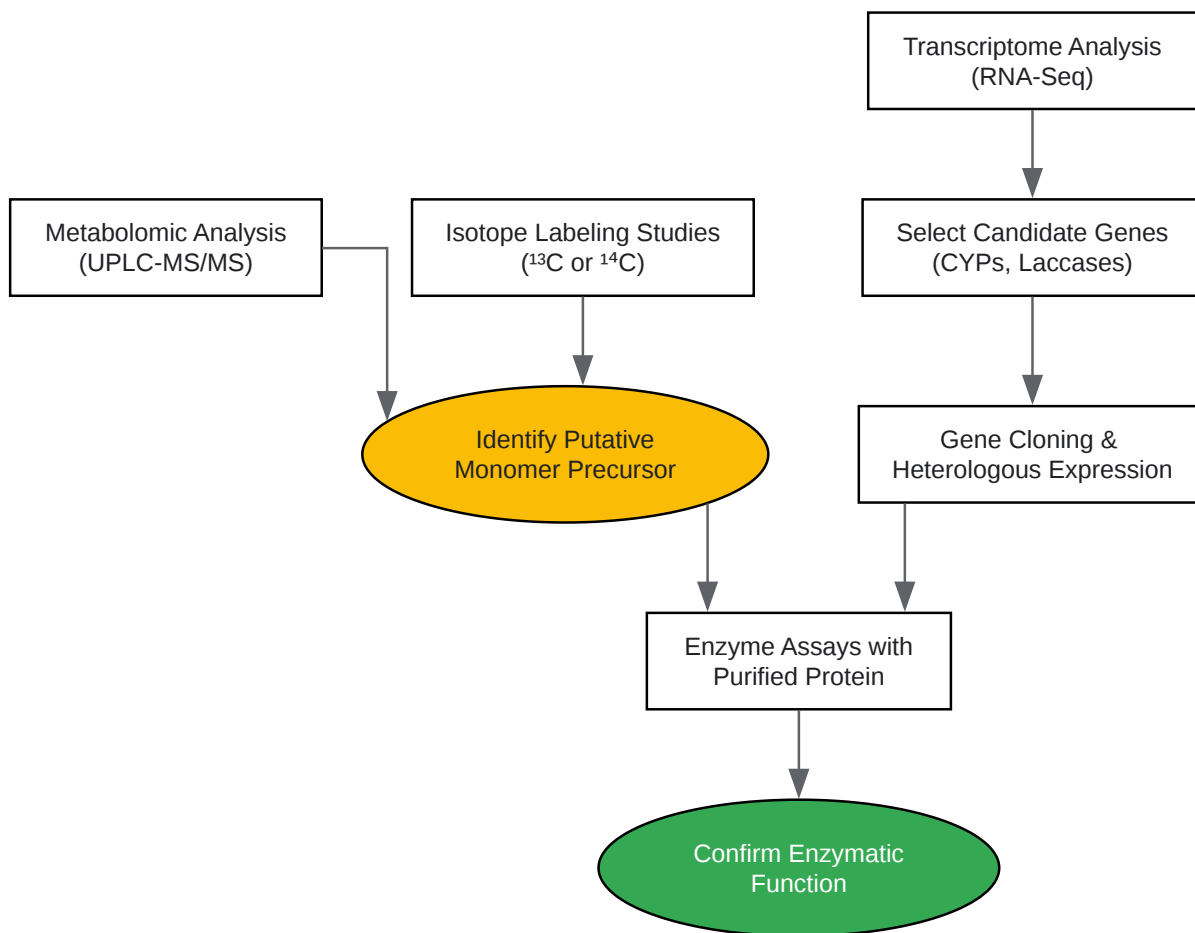 Transcriptome Analysis
(RNA-Seq)
Metabolomic Analysis
(UPLC-MS/MS)
Isotope Labeling Studies
(¹³C or ¹⁴C)
Select Candidate Genes
(CYPs, Laccases)
Identify Putative
Monomer Precursor
Gene Cloning &
Heterologous Expression
Enzyme Assays with
Purified Protein
Confirm Enzymatic
Function